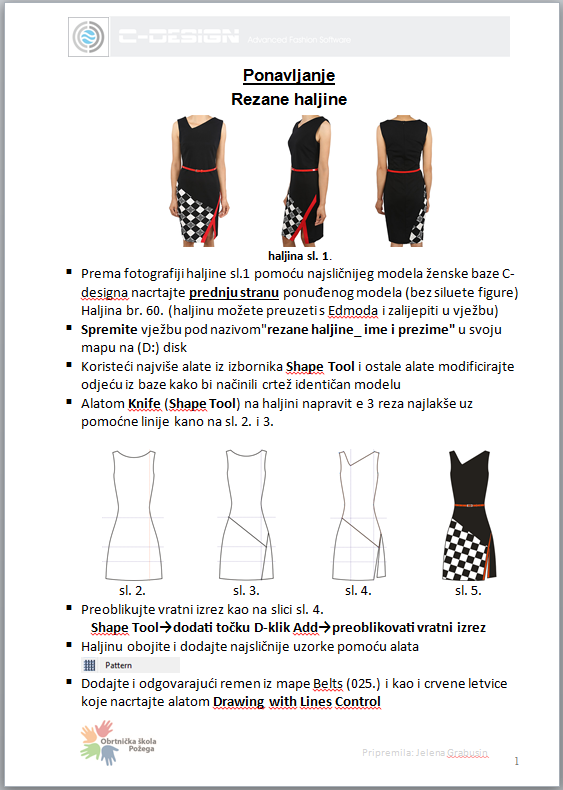 C-DESIGN Advanced Fashion Software
Ponavljanje
Rezane haljine
haljina sl. 1.
▪ Prema fotografiji haljine sl.1 pomoću najsličnijeg modela ženske baze C-
designa nacrtajte prednju stranu ponuđenog modela (bez siluete figure)
Haljina br. 60. (haljinu možete preuzeti s Edmoda i zalijepiti u vježbu)
▪ Spremite vježbu pod nazivom"rezane haljine_ ime i prezime" u svoju
mapu na (D:) disk
▪ Koristeći najviše alate iz izbornika Shape Tool i ostale alate modificirajte
odjeću iz baze kako bi načinili crtež identičan modelu
▪ Alatom Knife (Shape Tool) na haljini napravit e 3 reza najlakše uz
pomoćne linije kano na sl. 2. i 3.
sl. 2. sl. 3. sl. 4. sl. 5.
▪ Preoblikujte vratni izrez kao na slici sl. 4.
Shape Tool→dodati točku D-klik Add→preoblikovati vratni izrez
▪ Haljinu obojite i dodajte najsličnije uzorke pomoću alata
Pattern
▪ Dodajte i odgovarajući remen iz mape Belts (025.) i kao i crvene letvice
koje nacrtajte alatom Drawing with Lines Control
Obrtnička škola
Požega
Pripremila: Jelena Grabusin
1